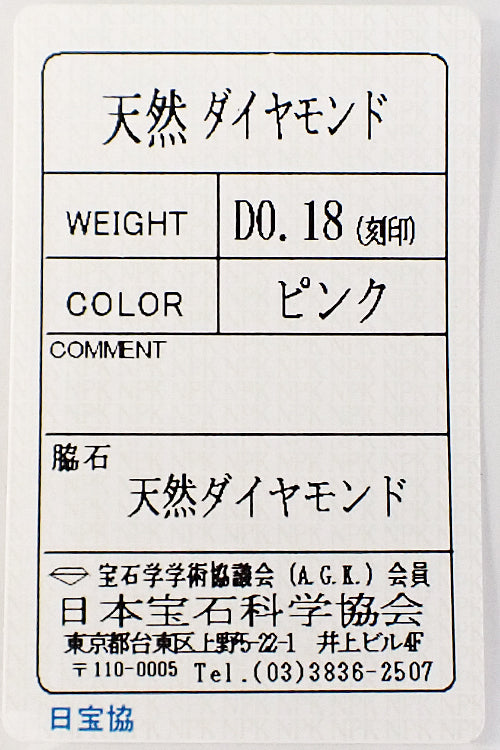 天然 ダイヤモンド
WEIGHT D0.18 (刻印)
COLOR ピンク
COMMENT
脇石
天然ダイヤモンド
宝石学学術協議会 (A.G.K.) 会員
日本宝石科学協会
東京都台東区上野5-22-1 井上ビル4F
〒110-0005 Tel.(03)3836-2507
日宝協